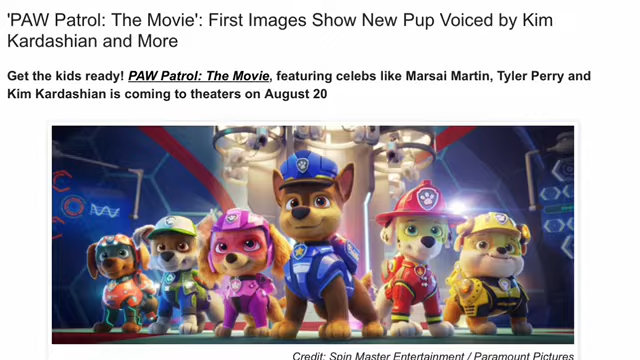 'PAW Patrol: The Movie': First Images Show New Pup Voiced by Kim
Kardashian and More
Get the kids ready! PAW Patrol: The Movie, featuring celebs like Marsai Martin, Tyler Perry and
Kim Kardashian is coming to theaters on August 20
Credit: Spin Master Entertainment / Paramount Pictures